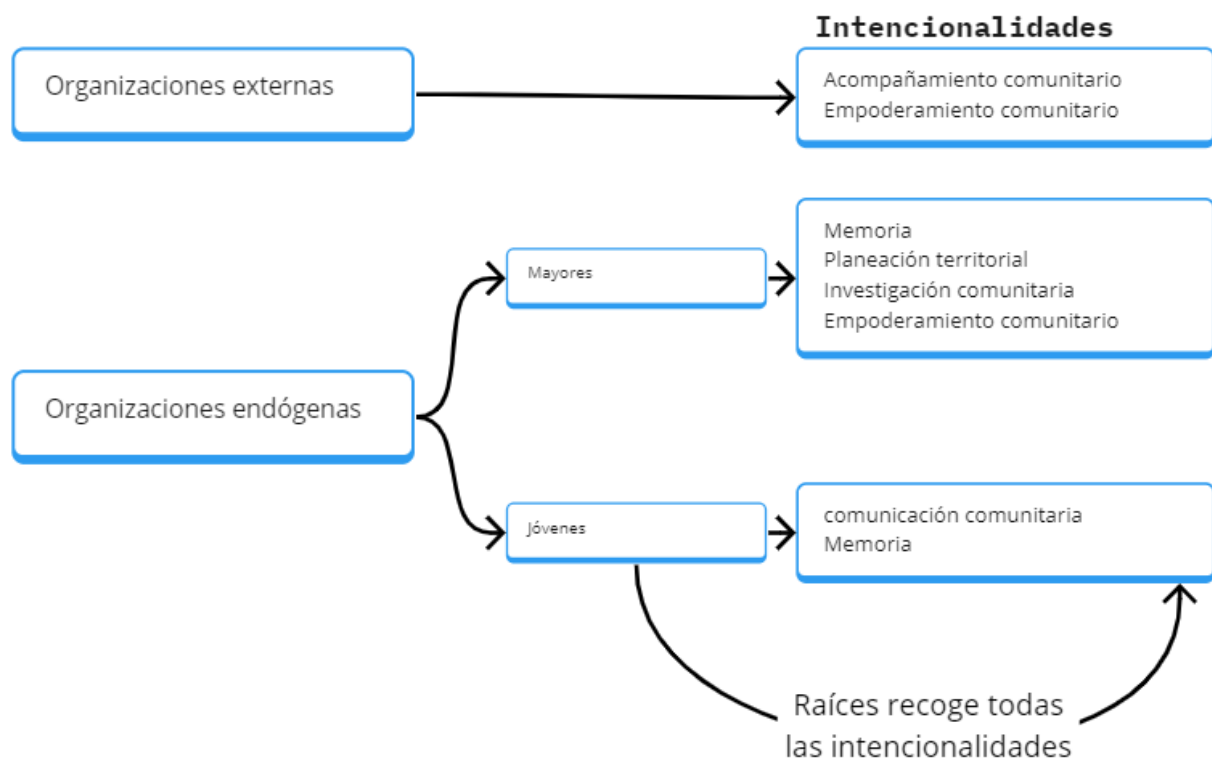 Intencionalidades
Organizaciones externas
Acompañamiento comunitario
Empoderamiento comunitario
Mayores
Memoria
Planeación territorial
Investigación comunitaria
Empoderamiento comunitario
Organizaciones endógenas
Jóvenes
comunicación comunitaria
Memoria
Raíces recoge todas
las intencionalidades